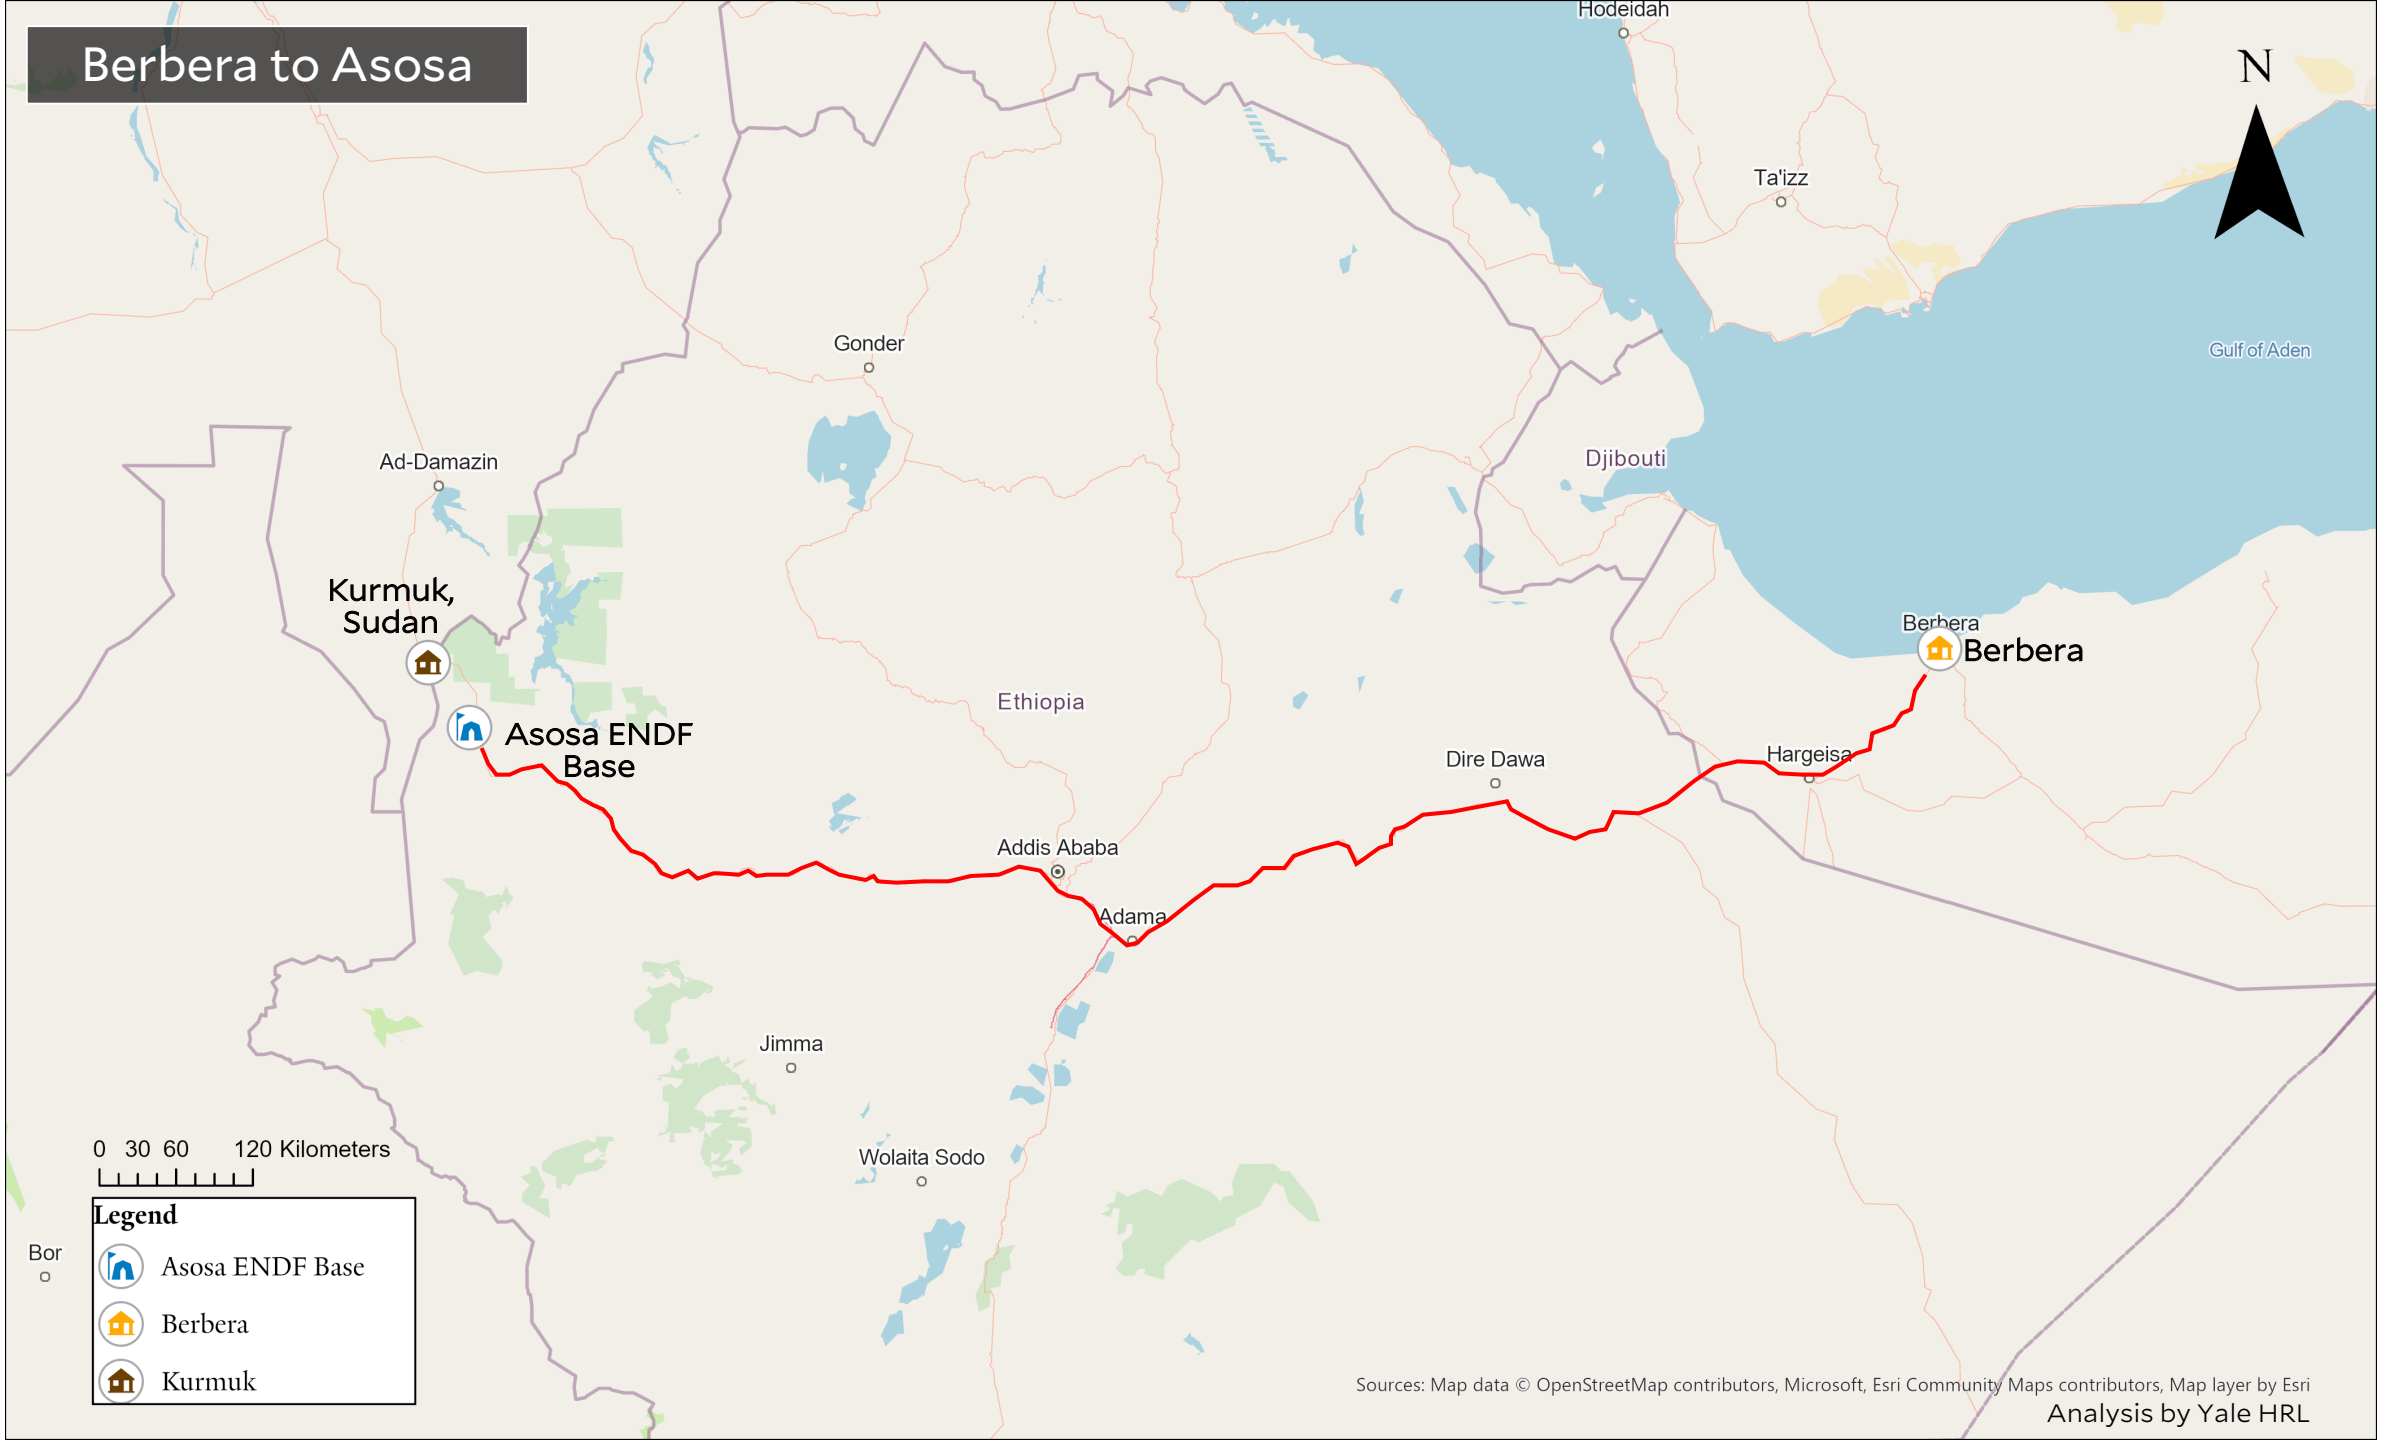 Berbera to Asosa
Hodeidah
N
Ta'izz
Gonder
Gulf of Aden
Ad-Damazin
Djibouti
Kurmuk,
Sudan
Berbera
Berbera
Ethiopia
Asosa ENDF
Base
Hargeisa
Dire Dawa
Addis Ababa
Adama
Jimma
Wolaita Sodo
0 30 60 120 Kilometers
Legend
Asosa ENDF Base
Berbera
Kurmuk
Bor
Sources: Map data © OpenStreetMap contributors, Microsoft, Esri Community Maps contributors, Map layer by Esri
Analysis by Yale HRL